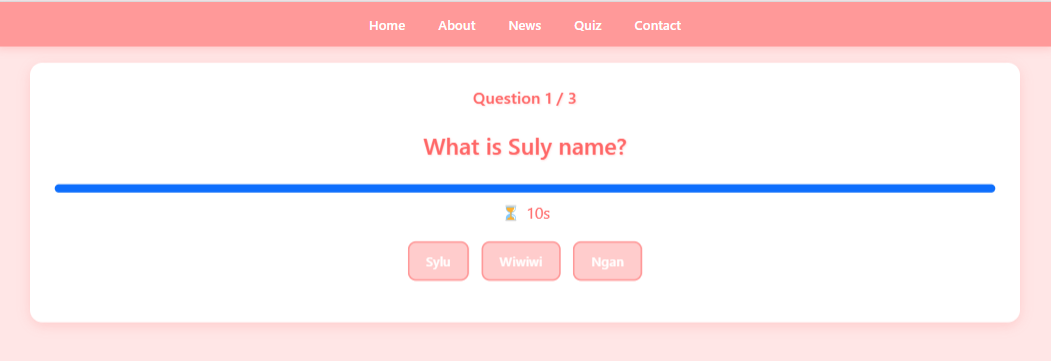 Home About News Quiz Contact
Question 1 / 3
What is Suly name?
⏳ 10s
Sylu Wiwiwi Ngan